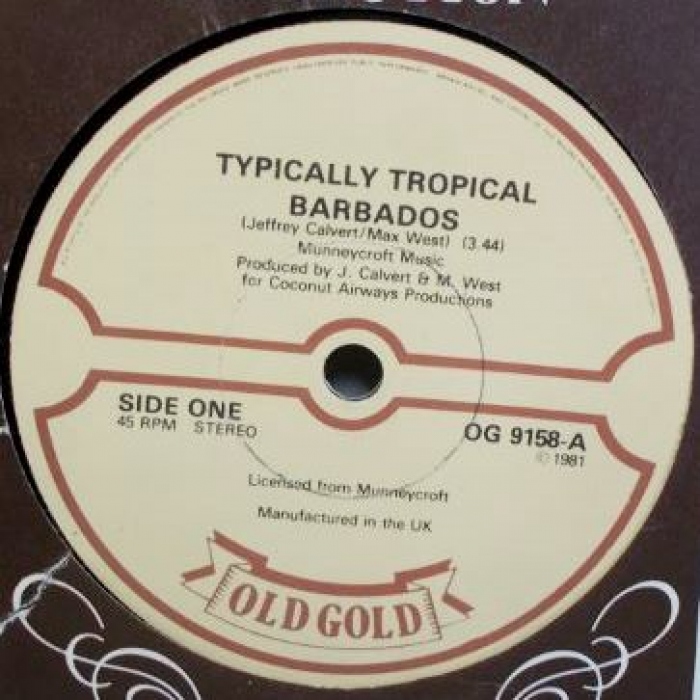 TYPICALLY TROPICAL
BARBADOS
(Jeffrey Calvert/Max West) (3.44)
Munneycroft Music
Produced by J. Calvert & M. West
for Coconut Airways Productions
SIDE ONE
45 RPM STEREO
OG 9158-A
© 1981
Licensed from Munneycroft
Manufactured in the UK
OLD GOLD